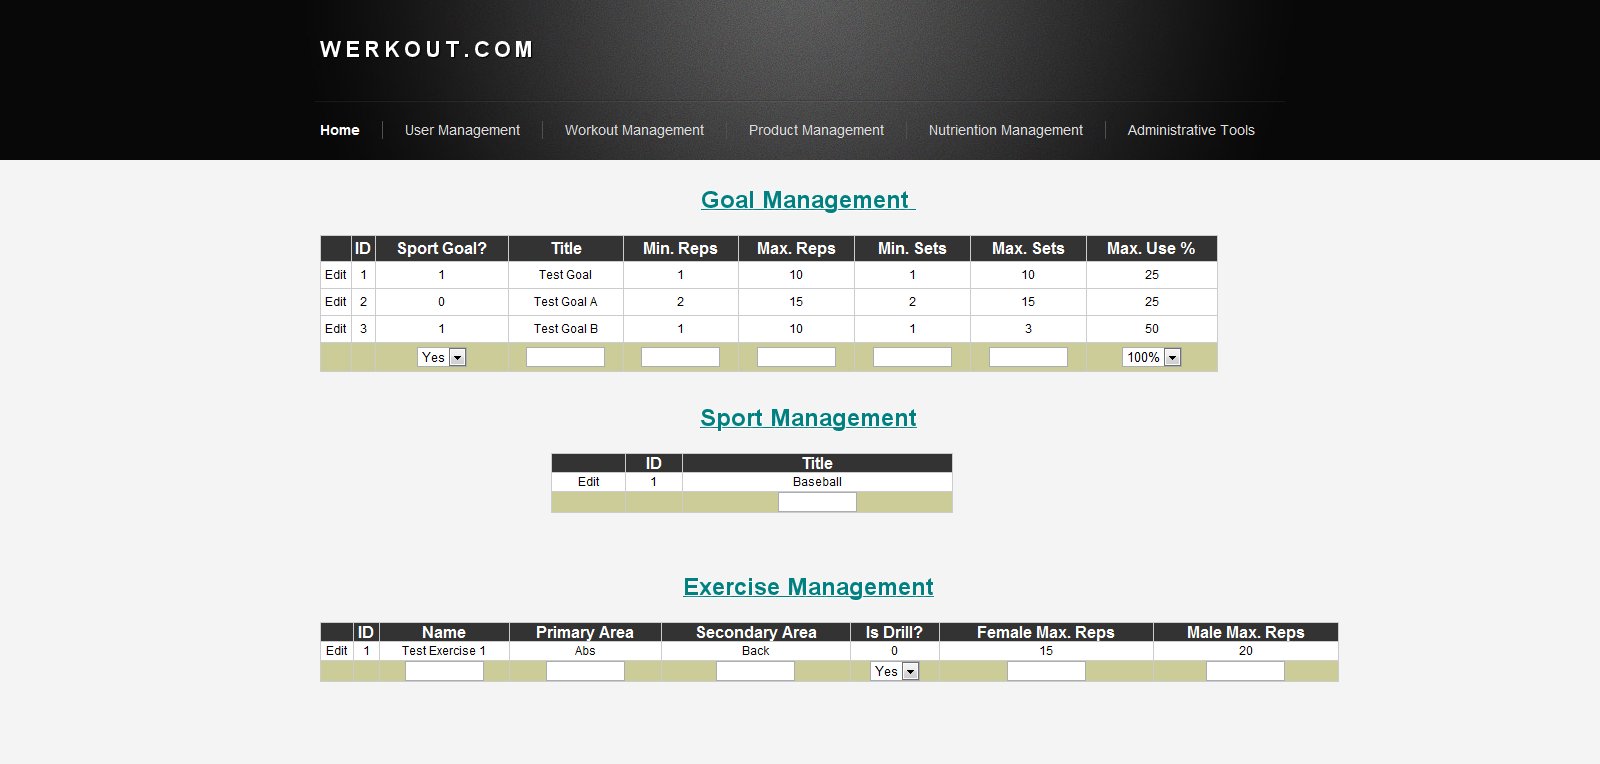 WERKOUT.COM
Home User Management Workout Management Product Management Nutriention Management Administrative Tools
Goal Management
ID Sport Goal? Title Min. Reps Max. Reps Min. Sets Max. Sets Max. Use %
Edit 1 1 Test Goal 1 10 1 10 25
Edit 2 0 Test Goal A 2 15 2 15 25
Edit 3 1 Test Goal B 1 10 1 3 50
Yes 100%
Sport Management
ID Title
Edit 1 Baseball
Exercise Management
ID Name Primary Area Secondary Area Is Drill? Female Max. Reps Male Max. Reps
Edit 1 Test Exercise 1 Abs Back 0 15 20
Yes